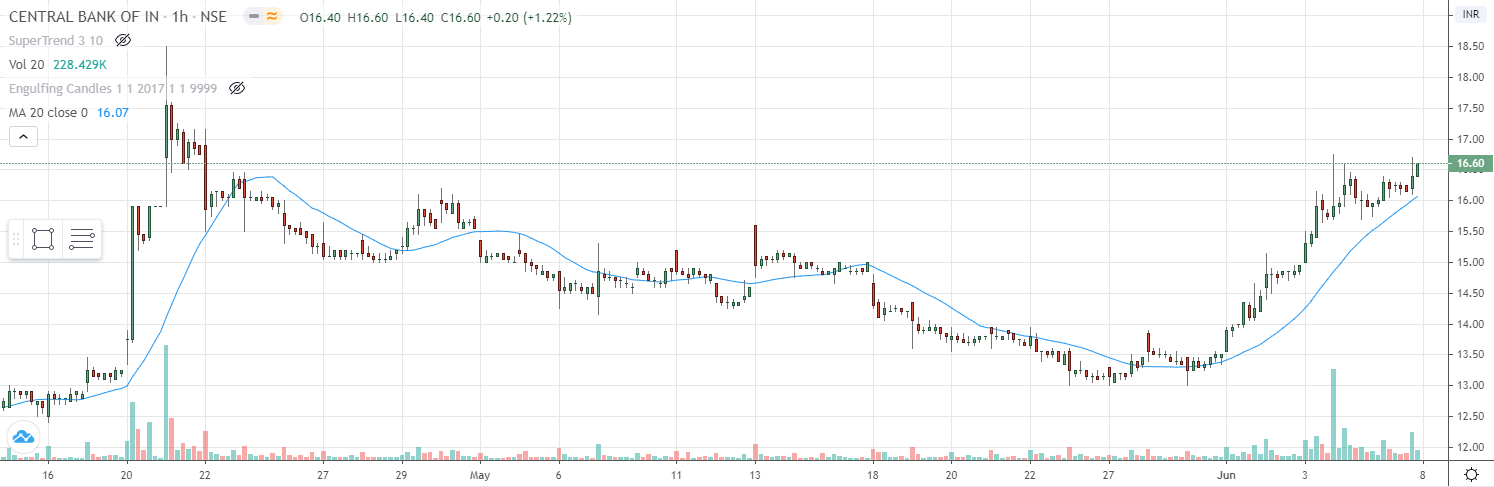 CENTRAL BANK OF IN · 1h · NSE O16.40 H16.60 L16.40 C16.60 +0.20 (+1.22%) INR
SuperTrend 3 10
Vol 20 228.429K
Engulfing Candles 1 1 2017 1 1 9999
MA 20 close 0 16.07
18.50
18.00
17.50
17.00
16.60
16.50
16.00
15.50
15.00
14.50
14.00
13.50
13.00
12.50
12.00
16 20 22 27 29 May 6 11 13 18 20 22 27 Jun 3 8